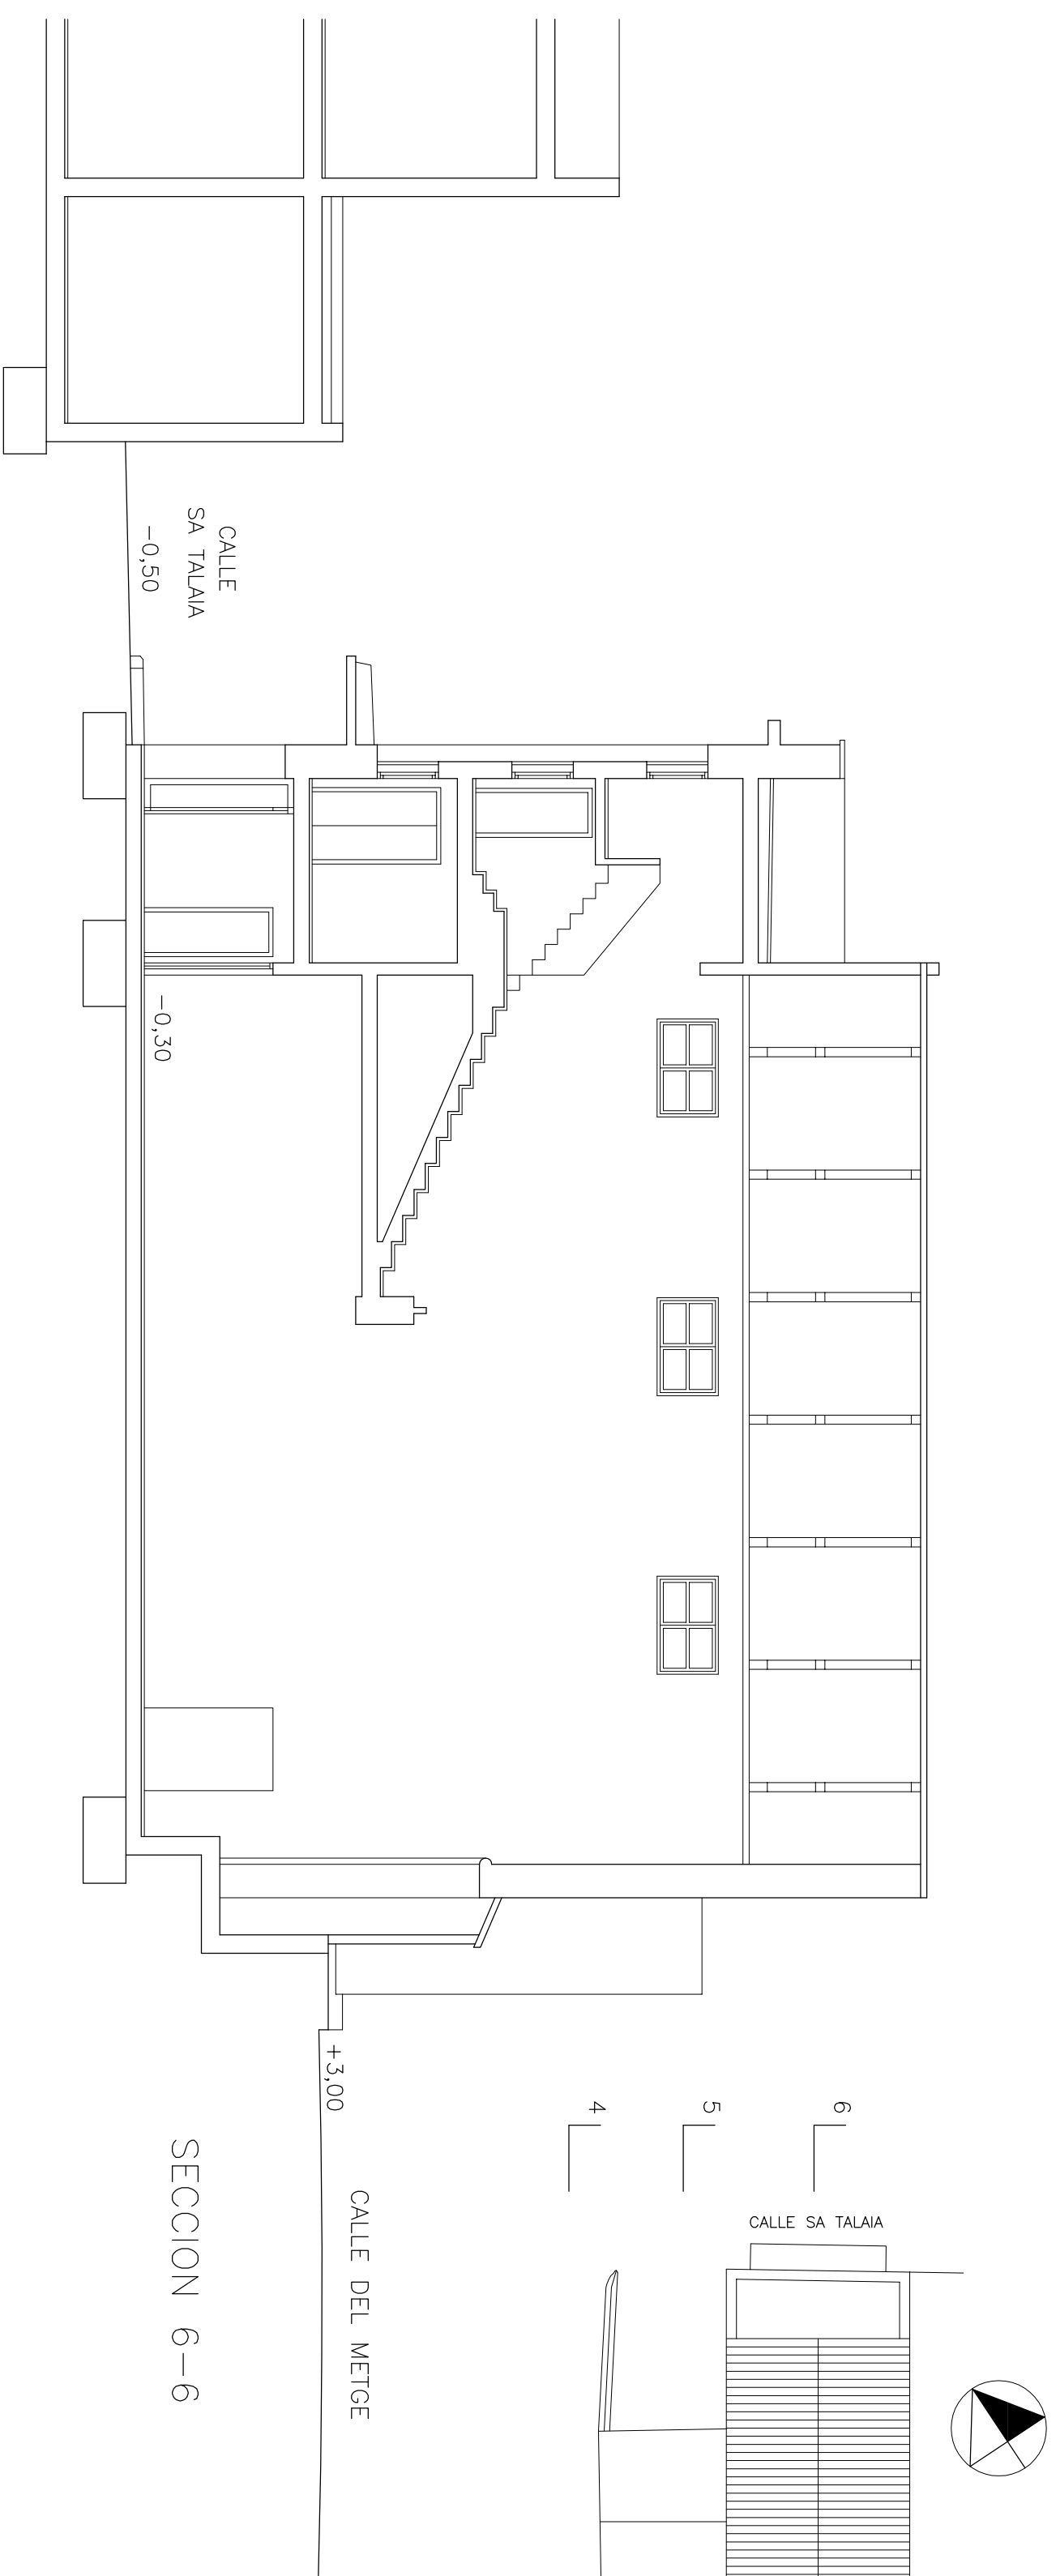 CALLE
SA TALAIA
-0,50
-0,30
+3,00
CALLE DEL METGE
SECCION 6-6
6
5
4
CALLE SA TALAIA